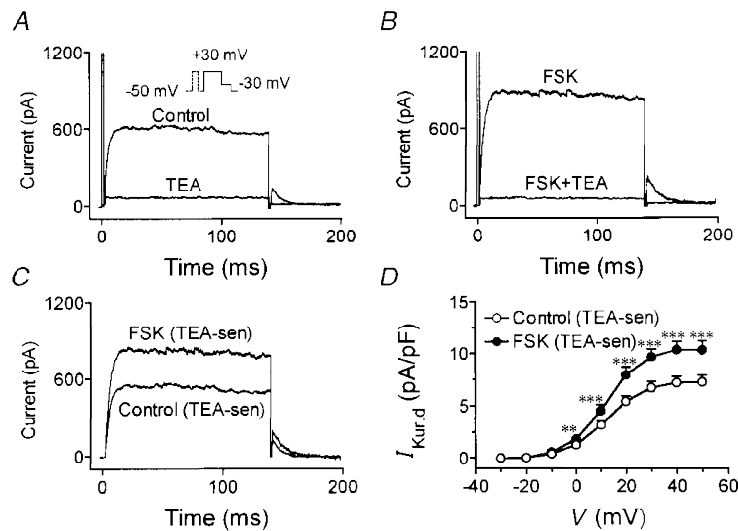 A
Current (pA)
1200
600
0
+30 mV
-50 mV
-30 mV
Control
TEA
0
100
200
Time (ms)
B
Current (pA)
1200
600
0
FSK
FSK+TEA
0
100
200
Time (ms)
C
Current (pA)
1200
600
0
FSK (TEA-sen)
Control (TEA-sen)
0
100
200
Time (ms)
D
I Kur.d (pA/pF)
15
10
5
0
Control (TEA-sen)
FSK (TEA-sen)
**
***
***
***
***
***
-40
-20
0
20
40
60
V (mV)